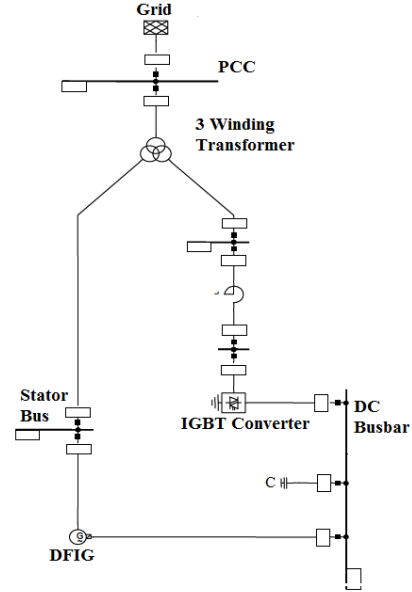 Grid
PCC
3 Winding
Transformer
Stator
Bus
IGBT Converter
DC
Busbar
C
G
DFIG